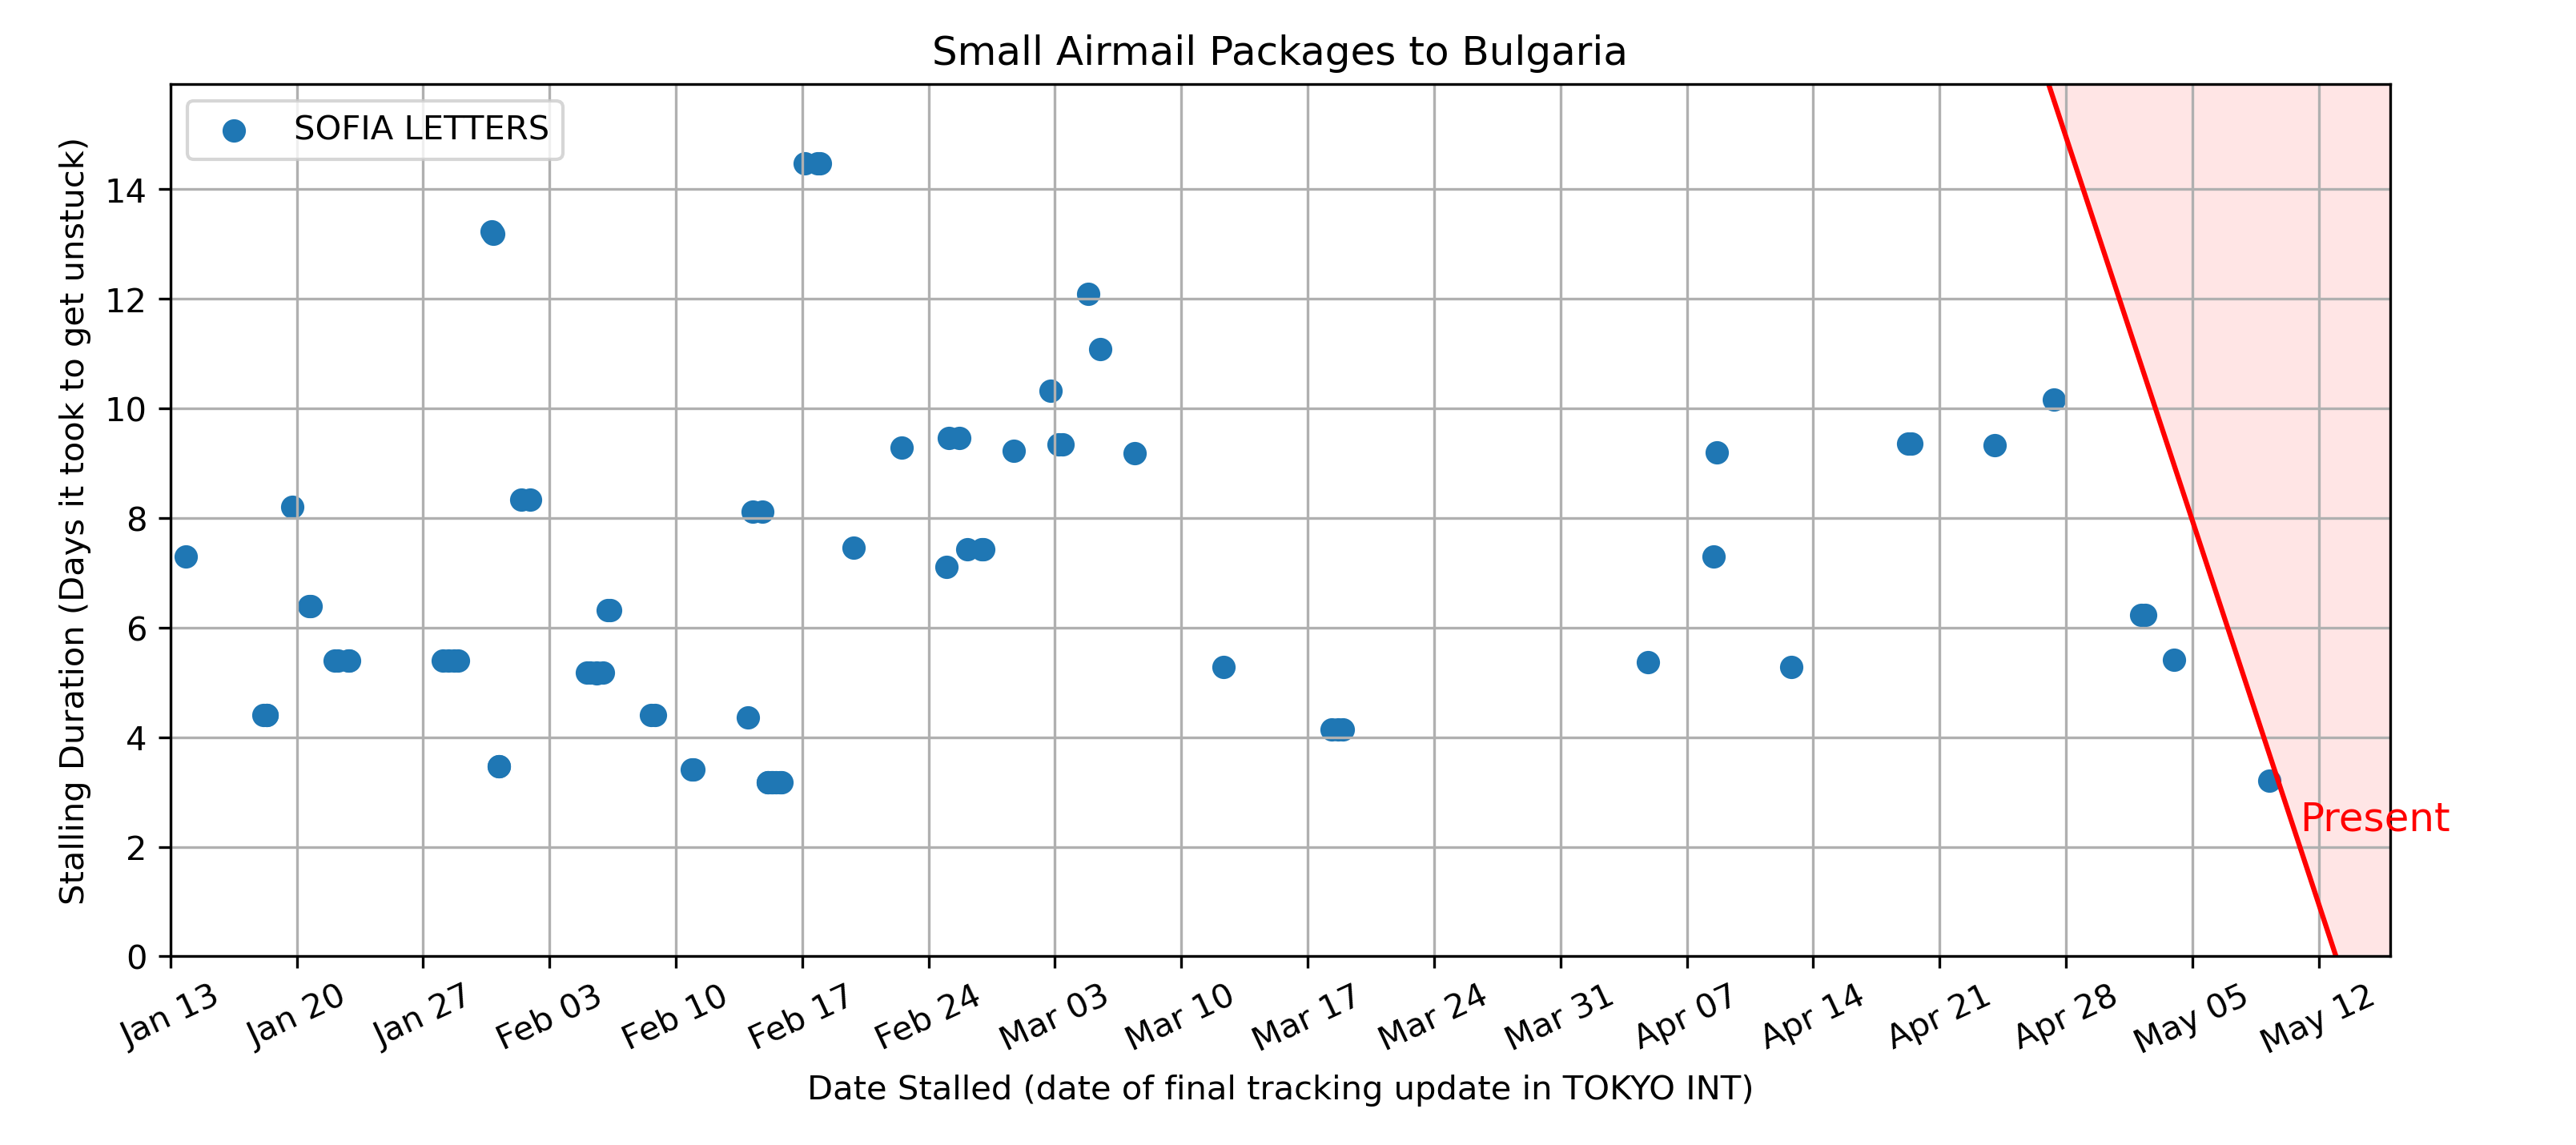 Small Airmail Packages to Bulgaria
SOFIA LETTERS
Stalling Duration (Days it took to get unstuck)
14
12
10
8
6
4
2
0
Present
Jan 13
Jan 20
Jan 27
Feb 03
Feb 10
Feb 17
Feb 24
Mar 03
Mar 10
Mar 17
Mar 24
Mar 31
Apr 07
Apr 14
Apr 21
Apr 28
May 05
May 12
Date Stalled (date of final tracking update in TOKYO INT)